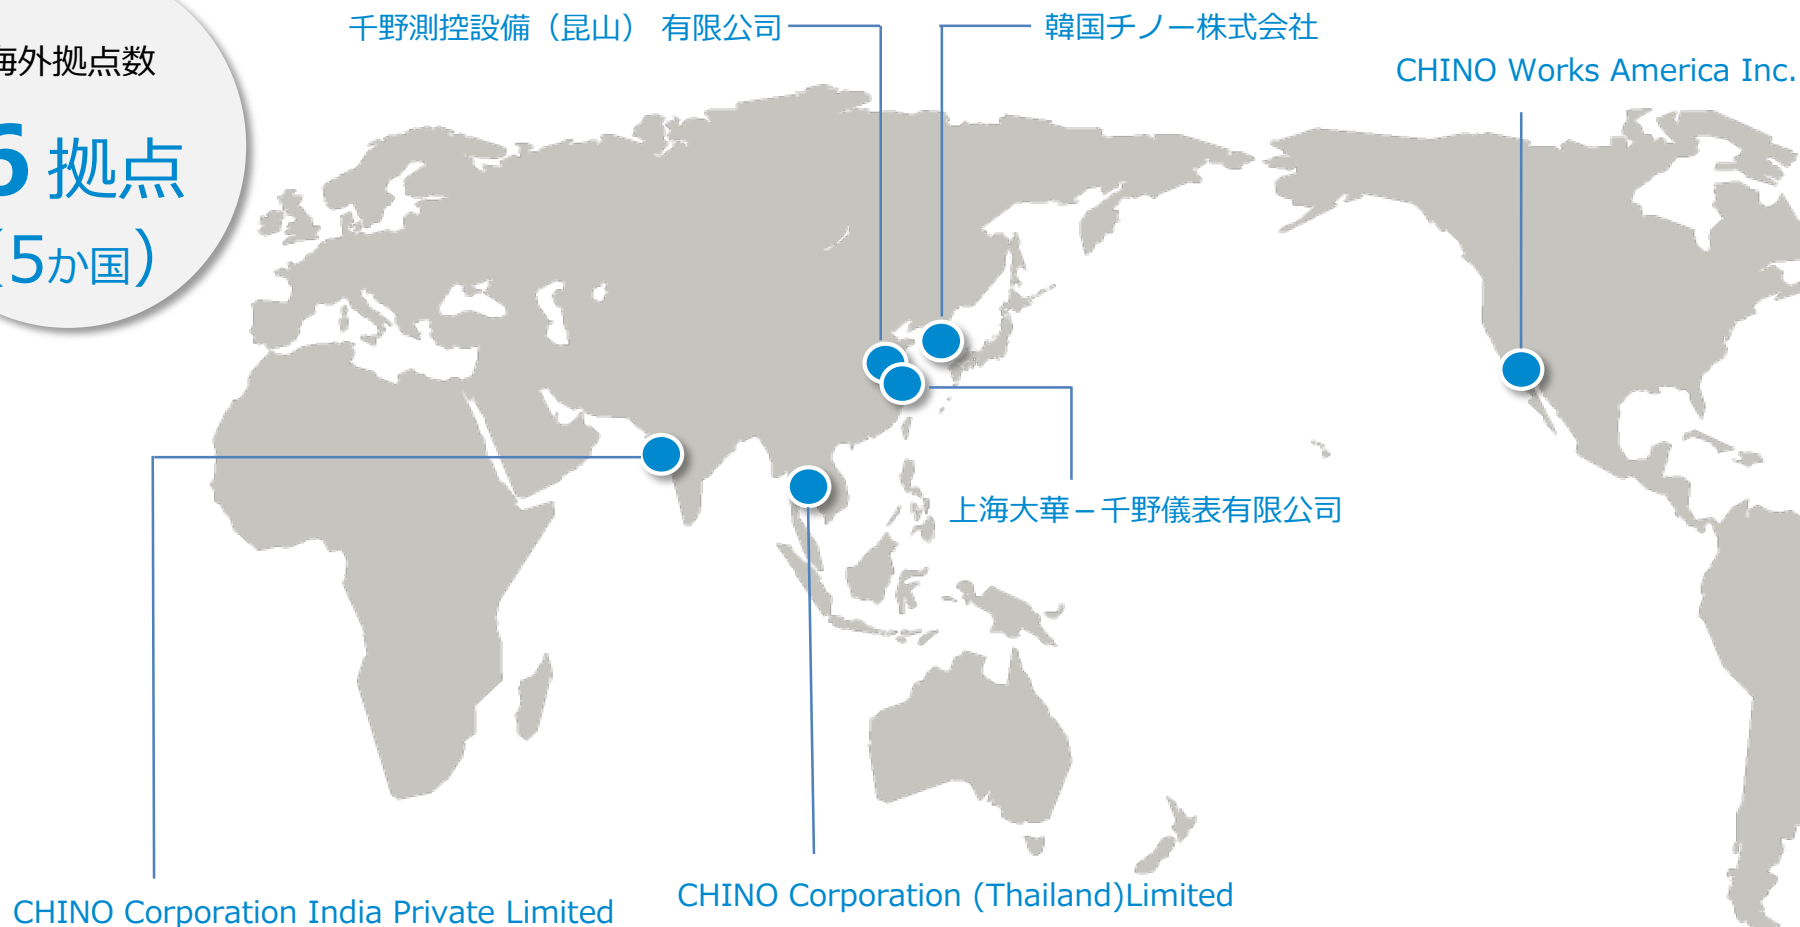 海外拠点数
6 拠点
（5か国）
千野測控設備（昆山） 有限公司
韓国チノー株式会社
CHINO Works America Inc.
上海大華－千野儀表有限公司
CHINO Corporation (Thailand)Limited
CHINO Corporation India Private Limited